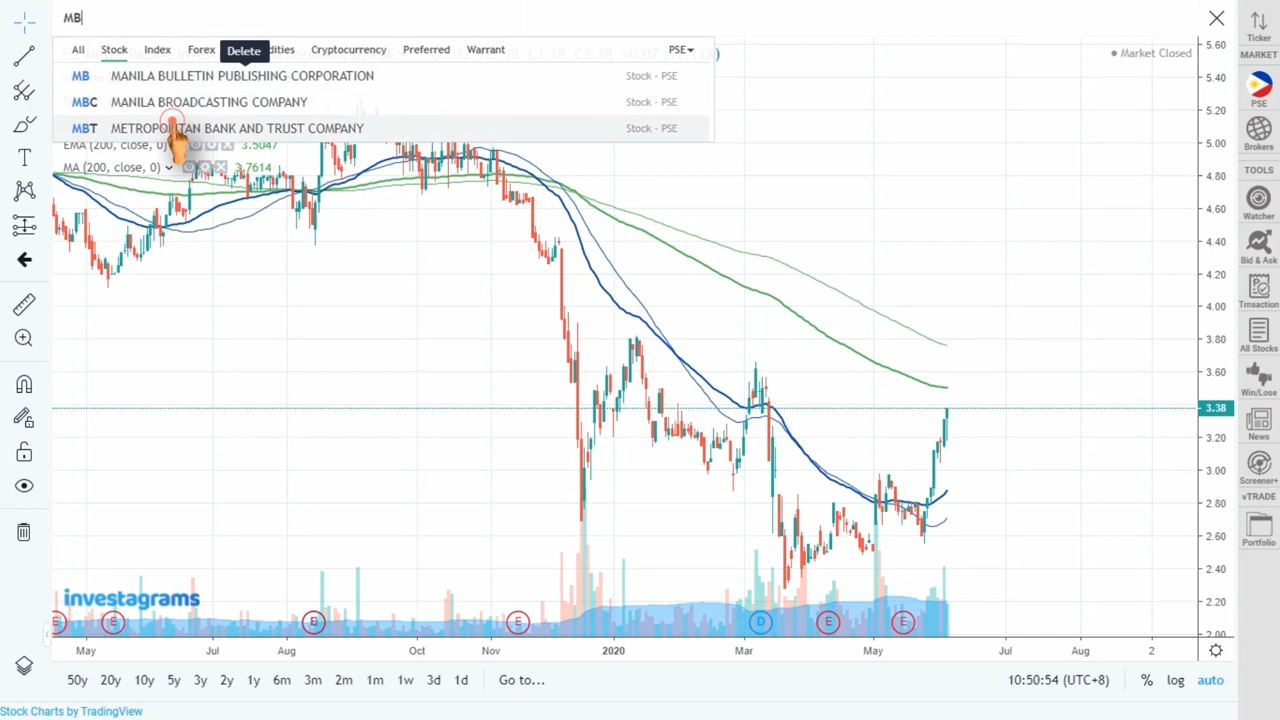 MB
Ticker
All Stock Index Forex Delete dities Cryptocurrency Preferred Warrant PSE
Market Closed
MARKET
MB MANILA BULLETIN PUBLISHING CORPORATION Stock - PSE
MBC MANILA BROADCASTING COMPANY Stock - PSE
MBT METROPOLITAN BANK AND TRUST COMPANY Stock - PSE
EMA (200, close, 0) 3.5047
MA (200, close, 0) 3.7614
5.60
5.40
5.20
5.00
4.80
4.60
4.40
4.20
4.00
3.80
3.60
3.38
3.20
3.00
2.80
2.60
2.40
2.20
2.00
PSE
Brokers
TOOLS
Watcher
Bid & Ask
Trnsaction
All Stocks
Win/Lose
News
Screener+
vTRADE
Portfolio
investagrams
E E D E D E E
May Jul Aug Oct Nov 2020 Mar May Jul Aug 2
50y 20y 10y 5y 3y 2y 1y 6m 3m 2m 1m 1w 3d 1d Go to... 10:50:54 (UTC+8) % log auto
Stock Charts by TradingView